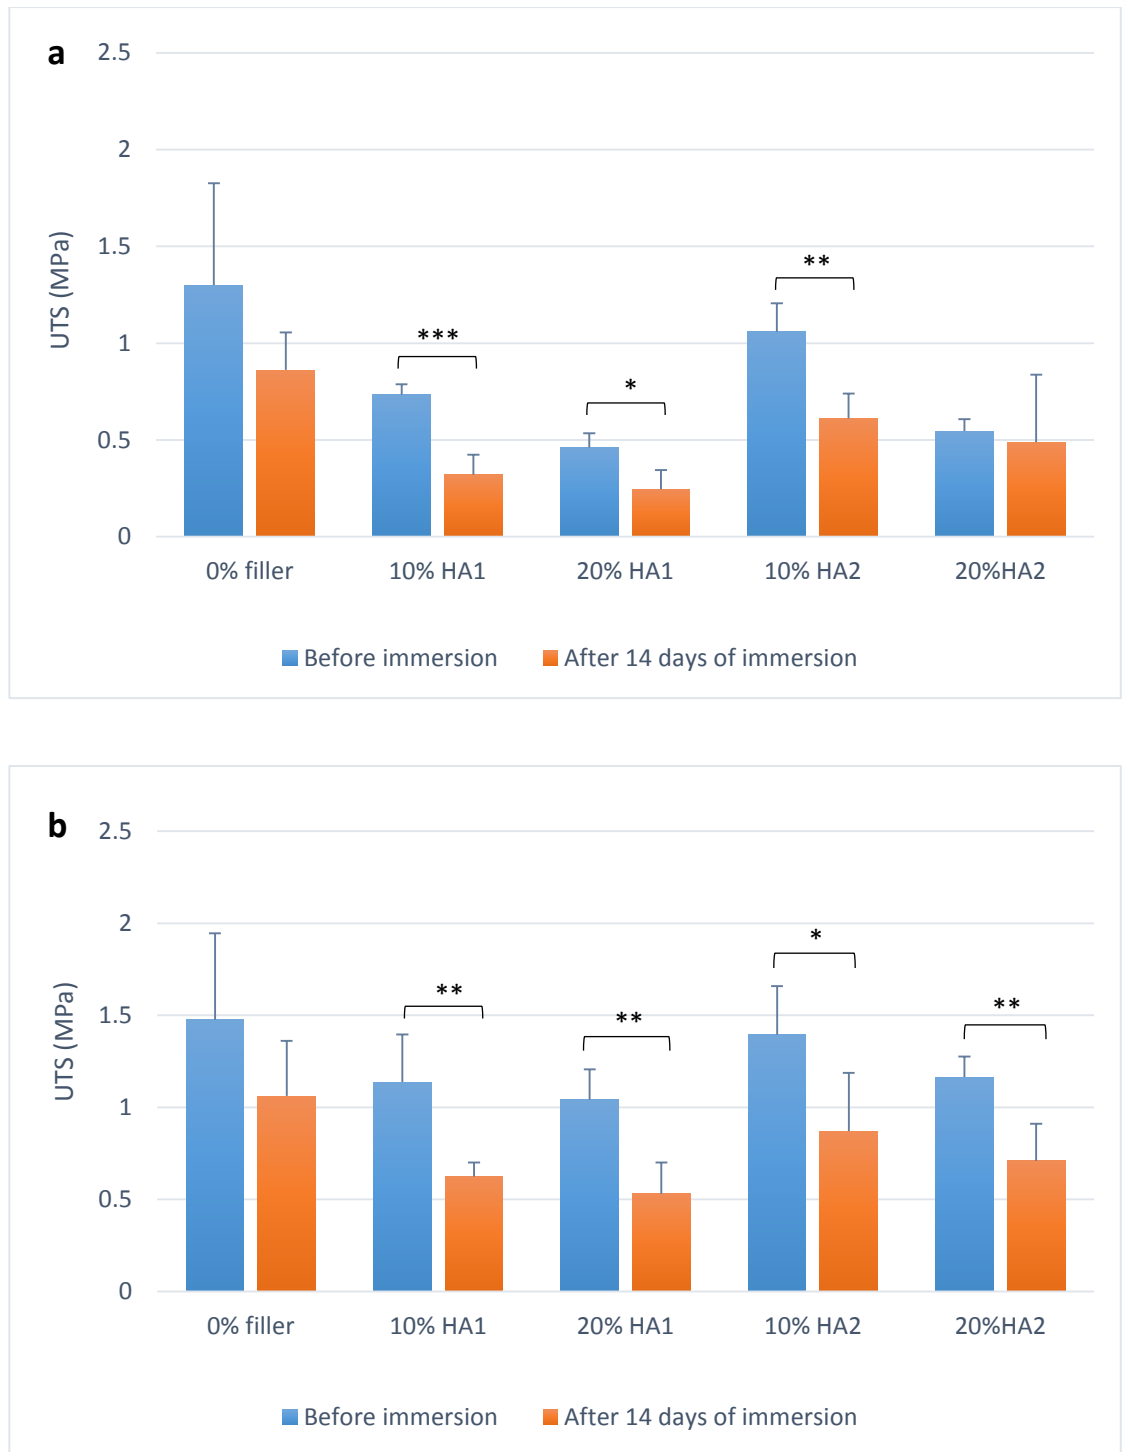 a
2.5
2
1.5
1
0.5
0
UTS (MPa)
***
*
**
0% filler 10% HA1 20% HA1 10% HA2 20%HA2
Before immersion After 14 days of immersion
b
2.5
2
1.5
1
0.5
0
UTS (MPa)
**
**
*
**
0% filler 10% HA1 20% HA1 10% HA2 20%HA2
Before immersion After 14 days of immersion